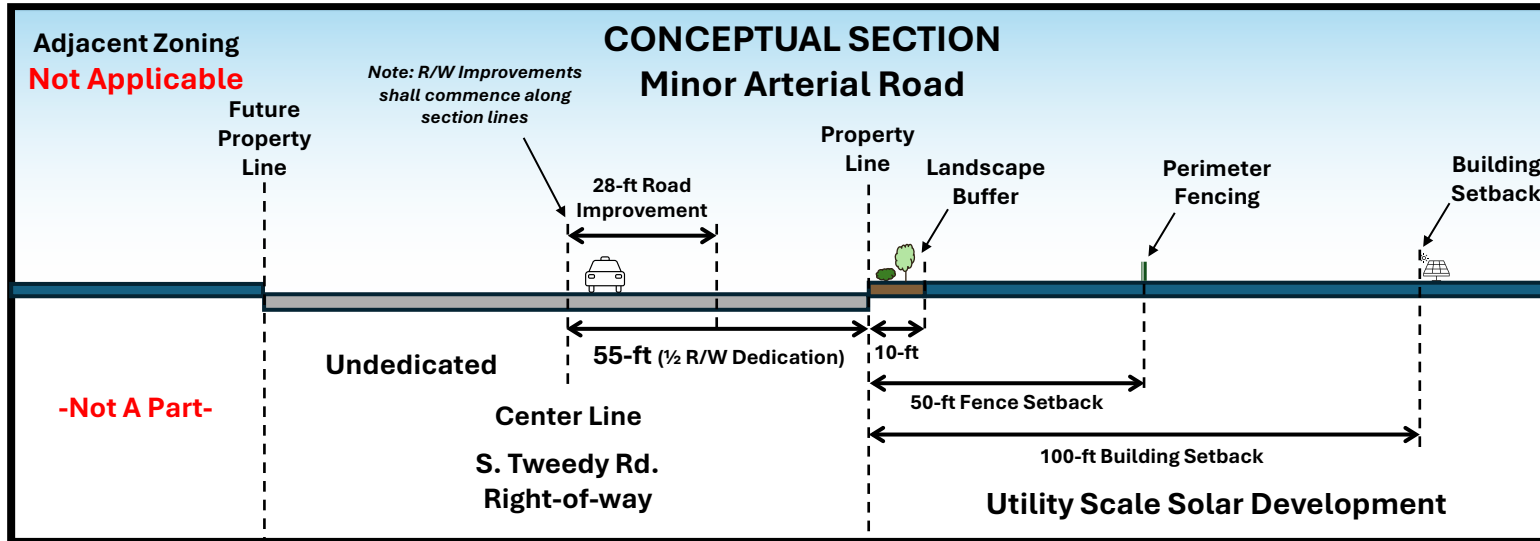 Adjacent Zoning
Not Applicable
CONCEPTUAL SECTION
Minor Arterial Road
Note: R/W Improvements
shall commence along
section lines
Future
Property
Line
28-ft Road
Improvement
Property
Line
Landscape
Buffer
Perimeter
Fencing
Building
Setback
Undedicated
55-ft (½ R/W Dedication)
10-ft
-Not A Part-
Center Line
50-ft Fence Setback
100-ft Building Setback
S. Tweedy Rd.
Right-of-way
Utility Scale Solar Development